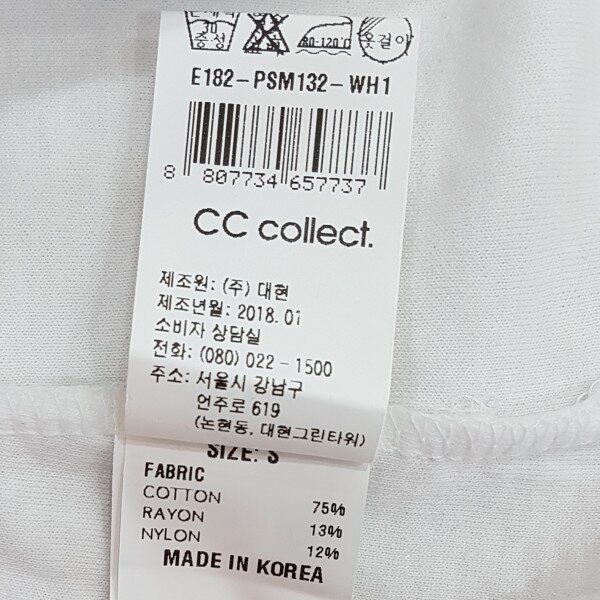 30
중성
80-120°C
옷걸이
E182-PSM132-WH1
8 807734 657737
CC collect.
제조원: (주) 대현
제조년월: 2018.01
소비자 상담실
전화: (080) 022-1500
주소: 서울시 강남구
언주로 619
(논현동, 대현그린타워)
SIZE: S
FABRIC
COTTON 75%
RAYON 13%
NYLON 12%
MADE IN KOREA